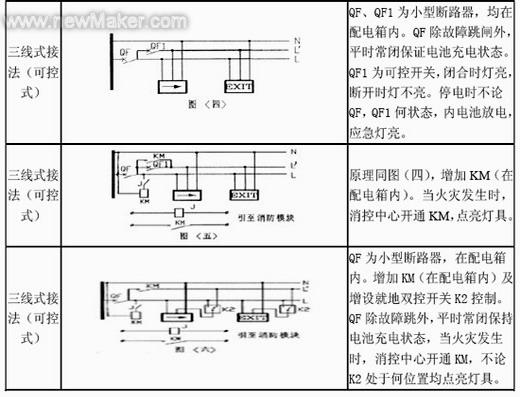 www.newMaker.com
三线式接
法（可控
式）
N
QF1
L'
QF
L
EXIT
图 〈四〉
QF、QF1 为小型断路器，均在
配电箱内。QF 除故障跳闸外，
平时常闭保证电池充电状态。
QF1 为可控开关，闭合时灯亮，
断开时灯不亮。停电时不论
QF，QF1 何状态，内电池放电，
应急灯亮。
三线式接
法（可控
式）
KM
N
QF
QF1
L'
L
J
KM
EXIT
J
引至消防模块
KM
图 〈五〉
原理同图（四），增加 KM（在
配电箱内）。当火灾发生时，
消控中心开通 KM，点亮灯具。
三线式接
法（可控
式）
N
KM
L'
QF
L
J
K2
K2
KM
EXIT
J
引至消防模块
KM
图 〈六〉
QF 为小型断路器，在配电箱
内。增加 KM（在配电箱内）及
增设就地双控开关 K2 控制。
QF 除故障跳外，平时常闭保持
电池充电状态，当火灾发生
时，消控中心开通 KM，不论
K2 处于何位置均点亮灯具。